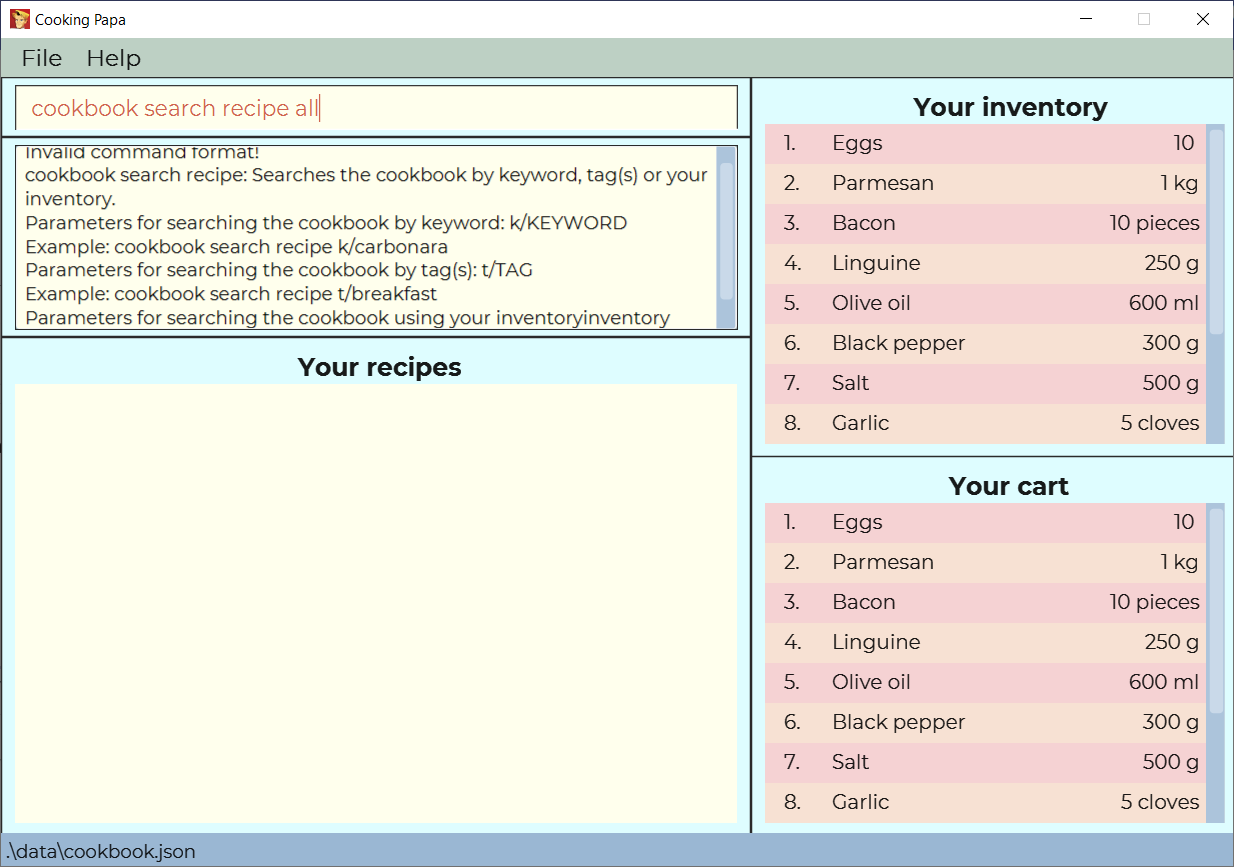 Cooking Papa
File Help
cookbook search recipe all
Invalid command format!
cookbook search recipe: Searches the cookbook by keyword, tag(s) or your
inventory.
Parameters for searching the cookbook by keyword: k/KEYWORD
Example: cookbook search recipe k/carbonara
Parameters for searching the cookbook by tag(s): t/TAG
Example: cookbook search recipe t/breakfast
Parameters for searching the cookbook using your inventoryinventory
Your recipes
Your inventory
1. Eggs 10
2. Parmesan 1 kg
3. Bacon 10 pieces
4. Linguine 250 g
5. Olive oil 600 ml
6. Black pepper 300 g
7. Salt 500 g
8. Garlic 5 cloves
Your cart
1. Eggs 10
2. Parmesan 1 kg
3. Bacon 10 pieces
4. Linguine 250 g
5. Olive oil 600 ml
6. Black pepper 300 g
7. Salt 500 g
8. Garlic 5 cloves
.\data\cookbook.json